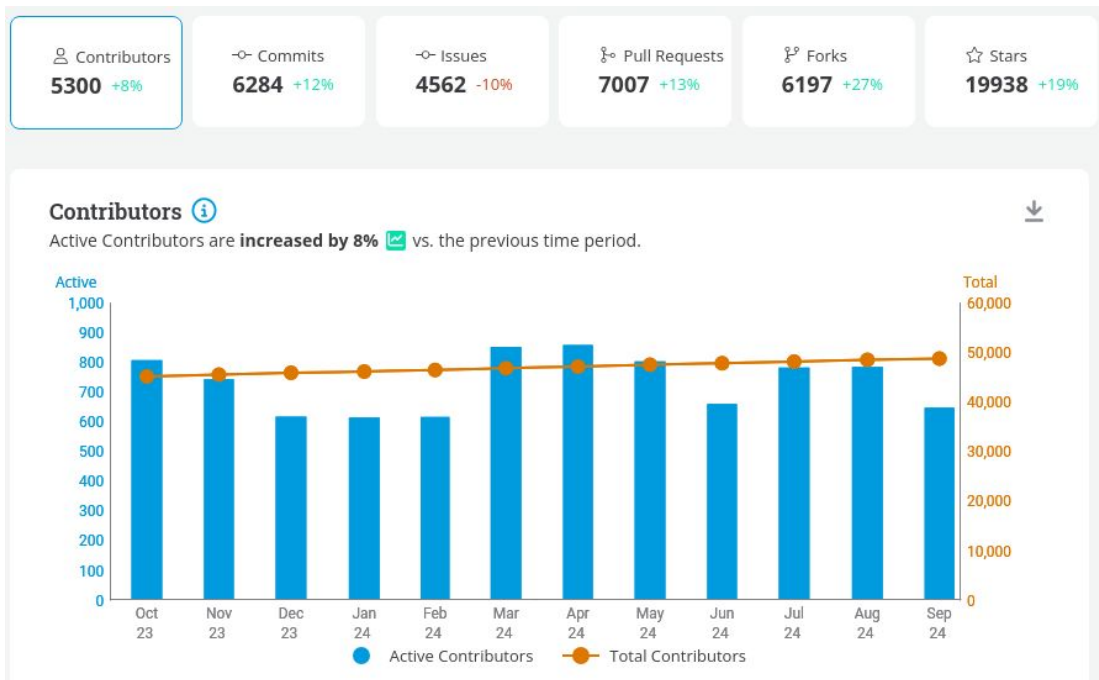 Contributors
5300 +8%
Commits
6284 +12%
Issues
4562 -10%
Pull Requests
7007 +13%
Forks
6197 +27%
Stars
19938 +19%
Contributors
Active Contributors are increased by 8% vs. the previous time period.
Active
1,000
900
800
700
600
500
400
300
200
100
0
Total
60,000
50,000
40,000
30,000
20,000
10,000
0
Oct
23
Nov
23
Dec
23
Jan
24
Feb
24
Mar
24
Apr
24
May
24
Jun
24
Jul
24
Aug
24
Sep
24
Active Contributors
Total Contributors